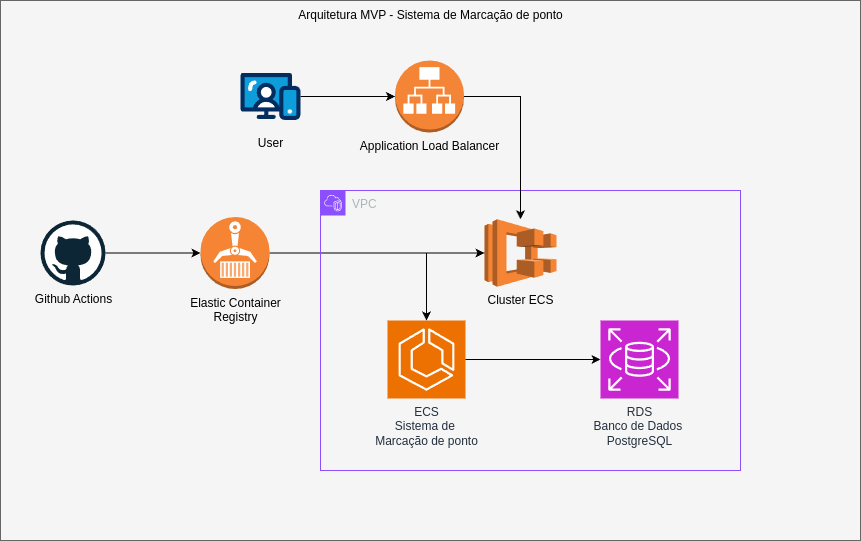 Arquitetura MVP - Sistema de Marcação de ponto
User
Application Load Balancer
VPC
Github Actions
Elastic Container
Registry
Cluster ECS
ECS
Sistema de
Marcação de ponto
RDS
Banco de Dados
PostgreSQL